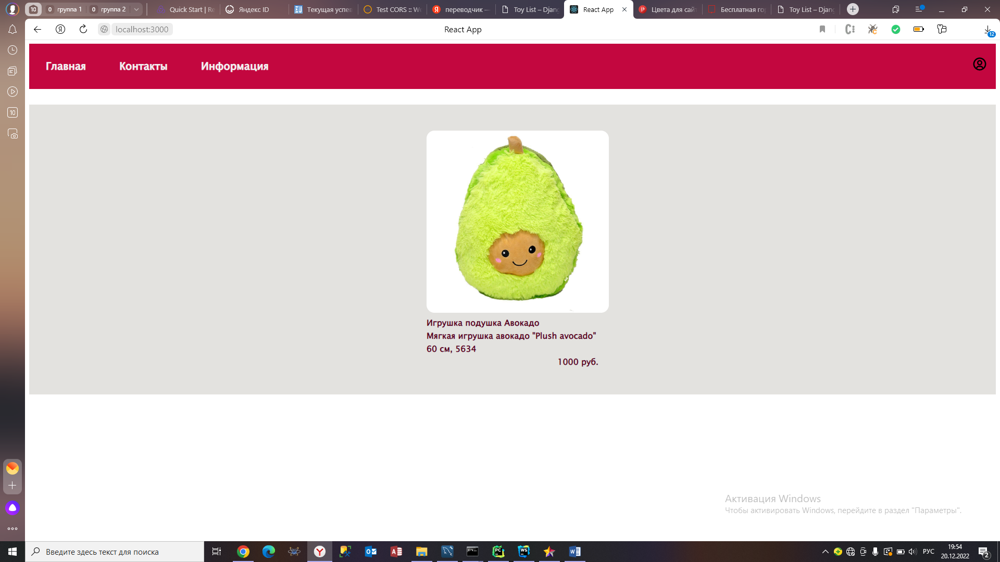 10
0 группа 1
0 группа 2
Quick Start | Re
Яндекс ID
Текущая успев
Test CORS :: We
переводчик —
Toy List – Djang
React App
Цвета для сайт
Бесплатная гор
Toy List – Djang
localhost:3000
React App
12
10
Главная
Контакты
Информация
Игрушка подушка Авокадо
Мягкая игрушка авокадо "Plush avocado"
60 см, 5634
1000 руб.
Активация Windows
Чтобы активировать Windows, перейдите в раздел "Параметры".
Введите здесь текст для поиска
РУС
19:54
20.12.2022
2